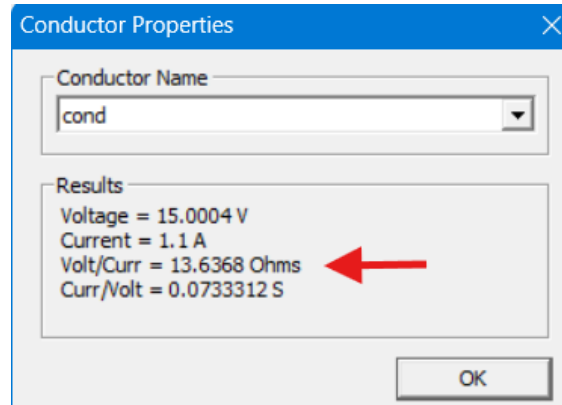 Conductor Properties
Conductor Name
cond
Results
Voltage = 15.0004 V
Current = 1.1 A
Volt/Curr = 13.6368 Ohms
Curr/Volt = 0.0733312 S
OK